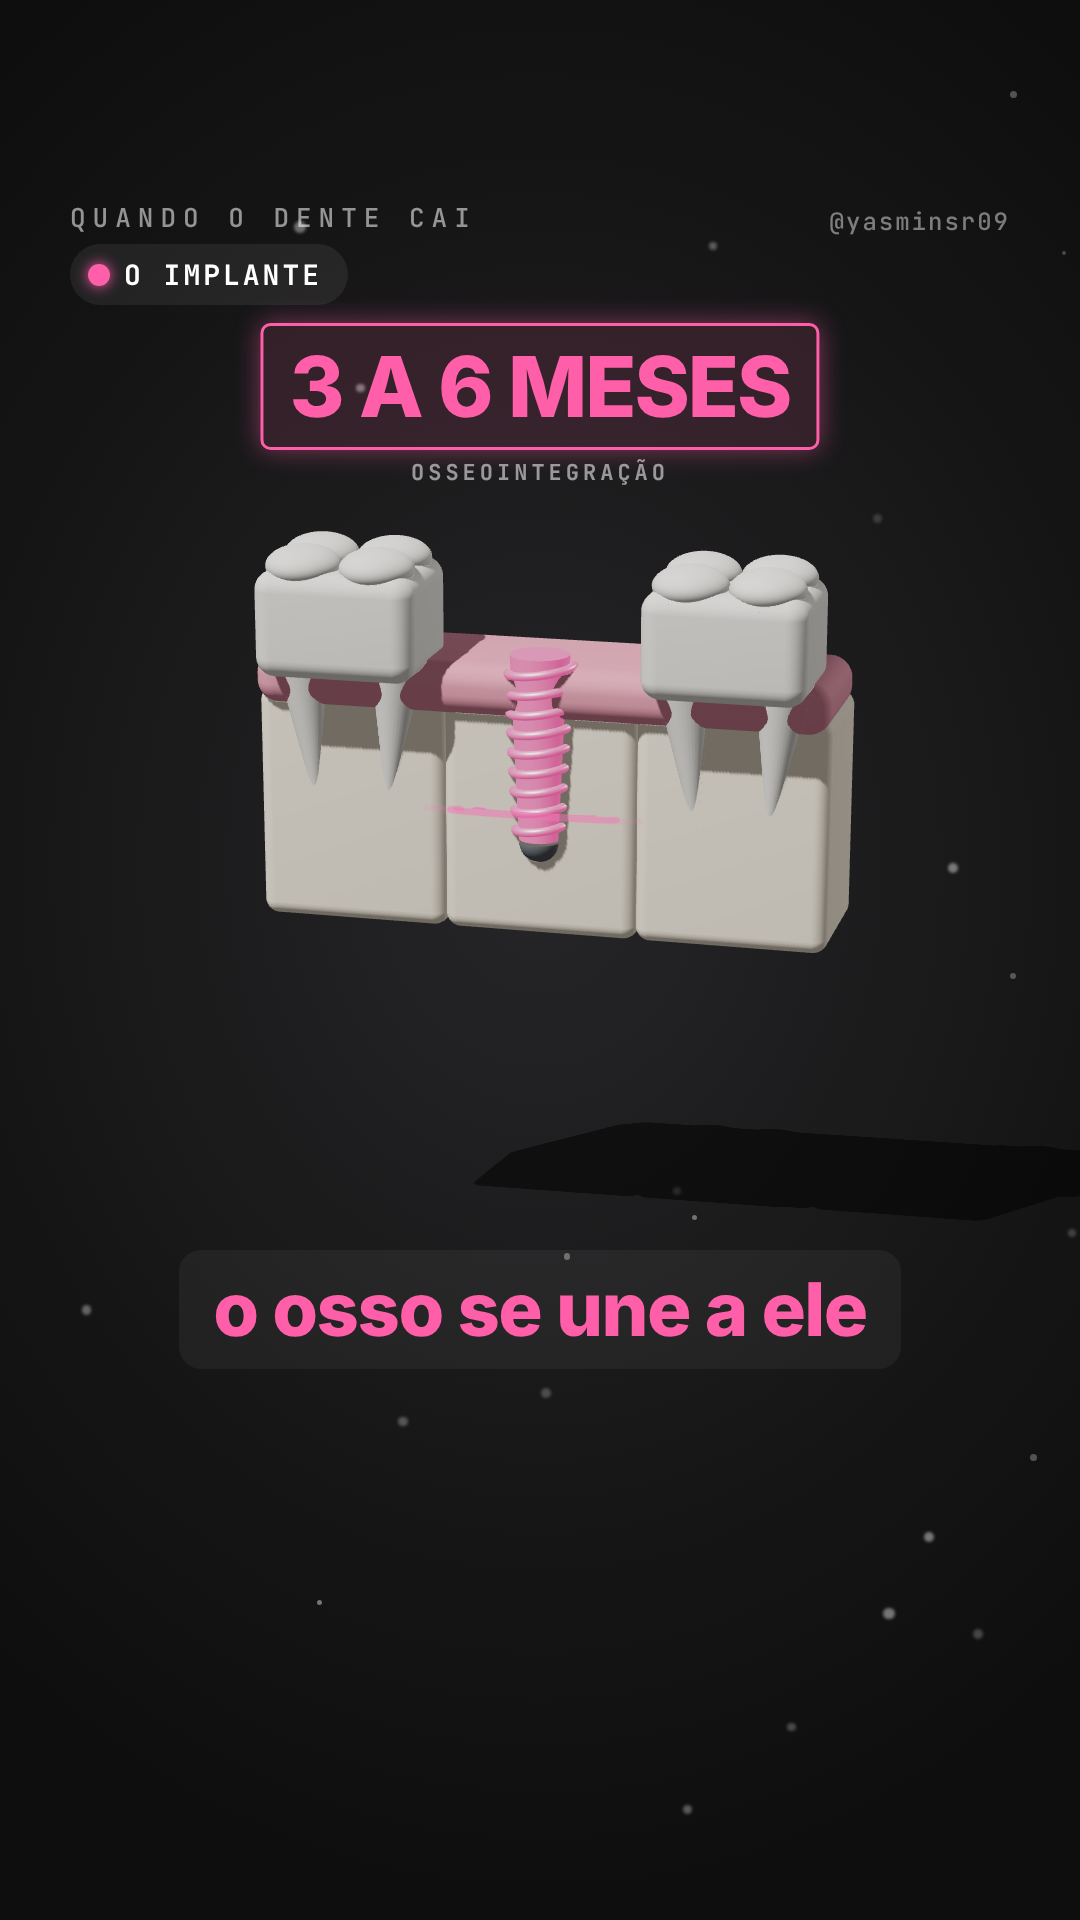 QUANDO O DENTE CAI
@yasminsr09
O IMPLANTE
3 A 6 MESES
OSSEOINTEGRAÇÃO
o osso se une a ele